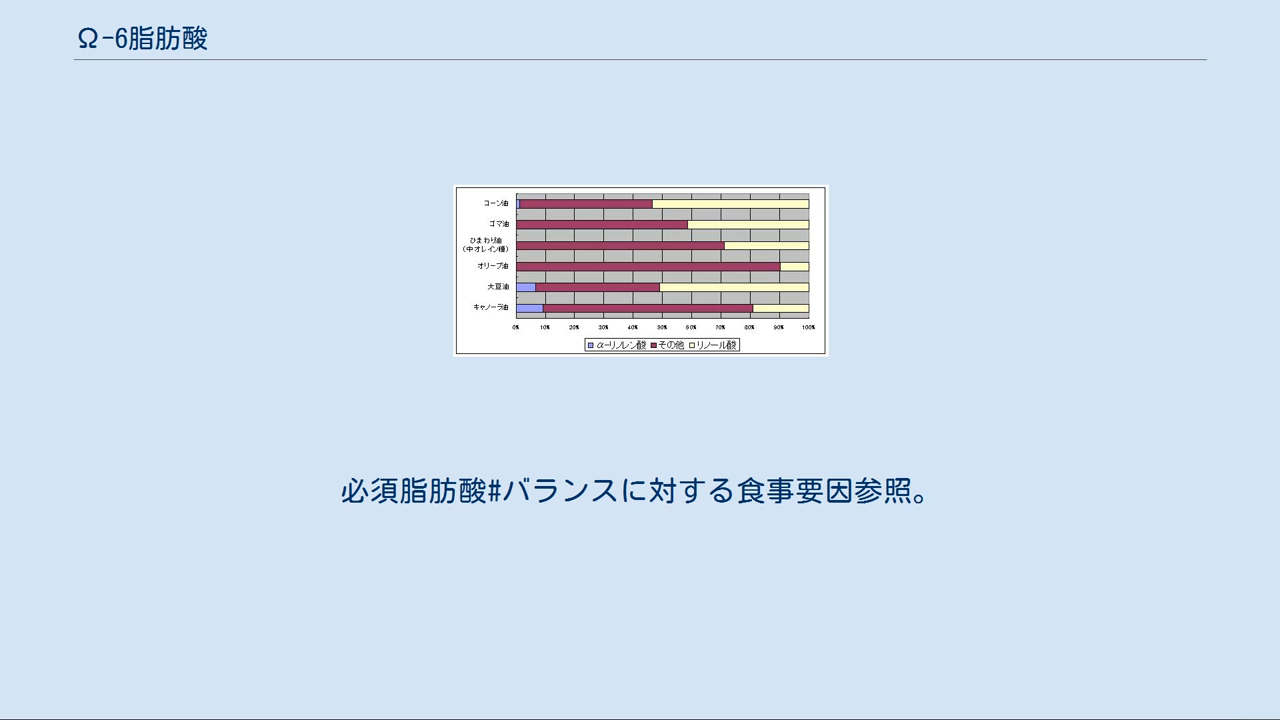 Ω-6脂肪酸
コーン油
ゴマ油
ひまわり油
(中オレイン種)
オリーブ油
大豆油
キャノーラ油
0% 10% 20% 30% 40% 50% 60% 70% 80% 90% 100%
α-リノレン酸 その他 リノール酸
必須脂肪酸#バランスに対する食事要因参照。